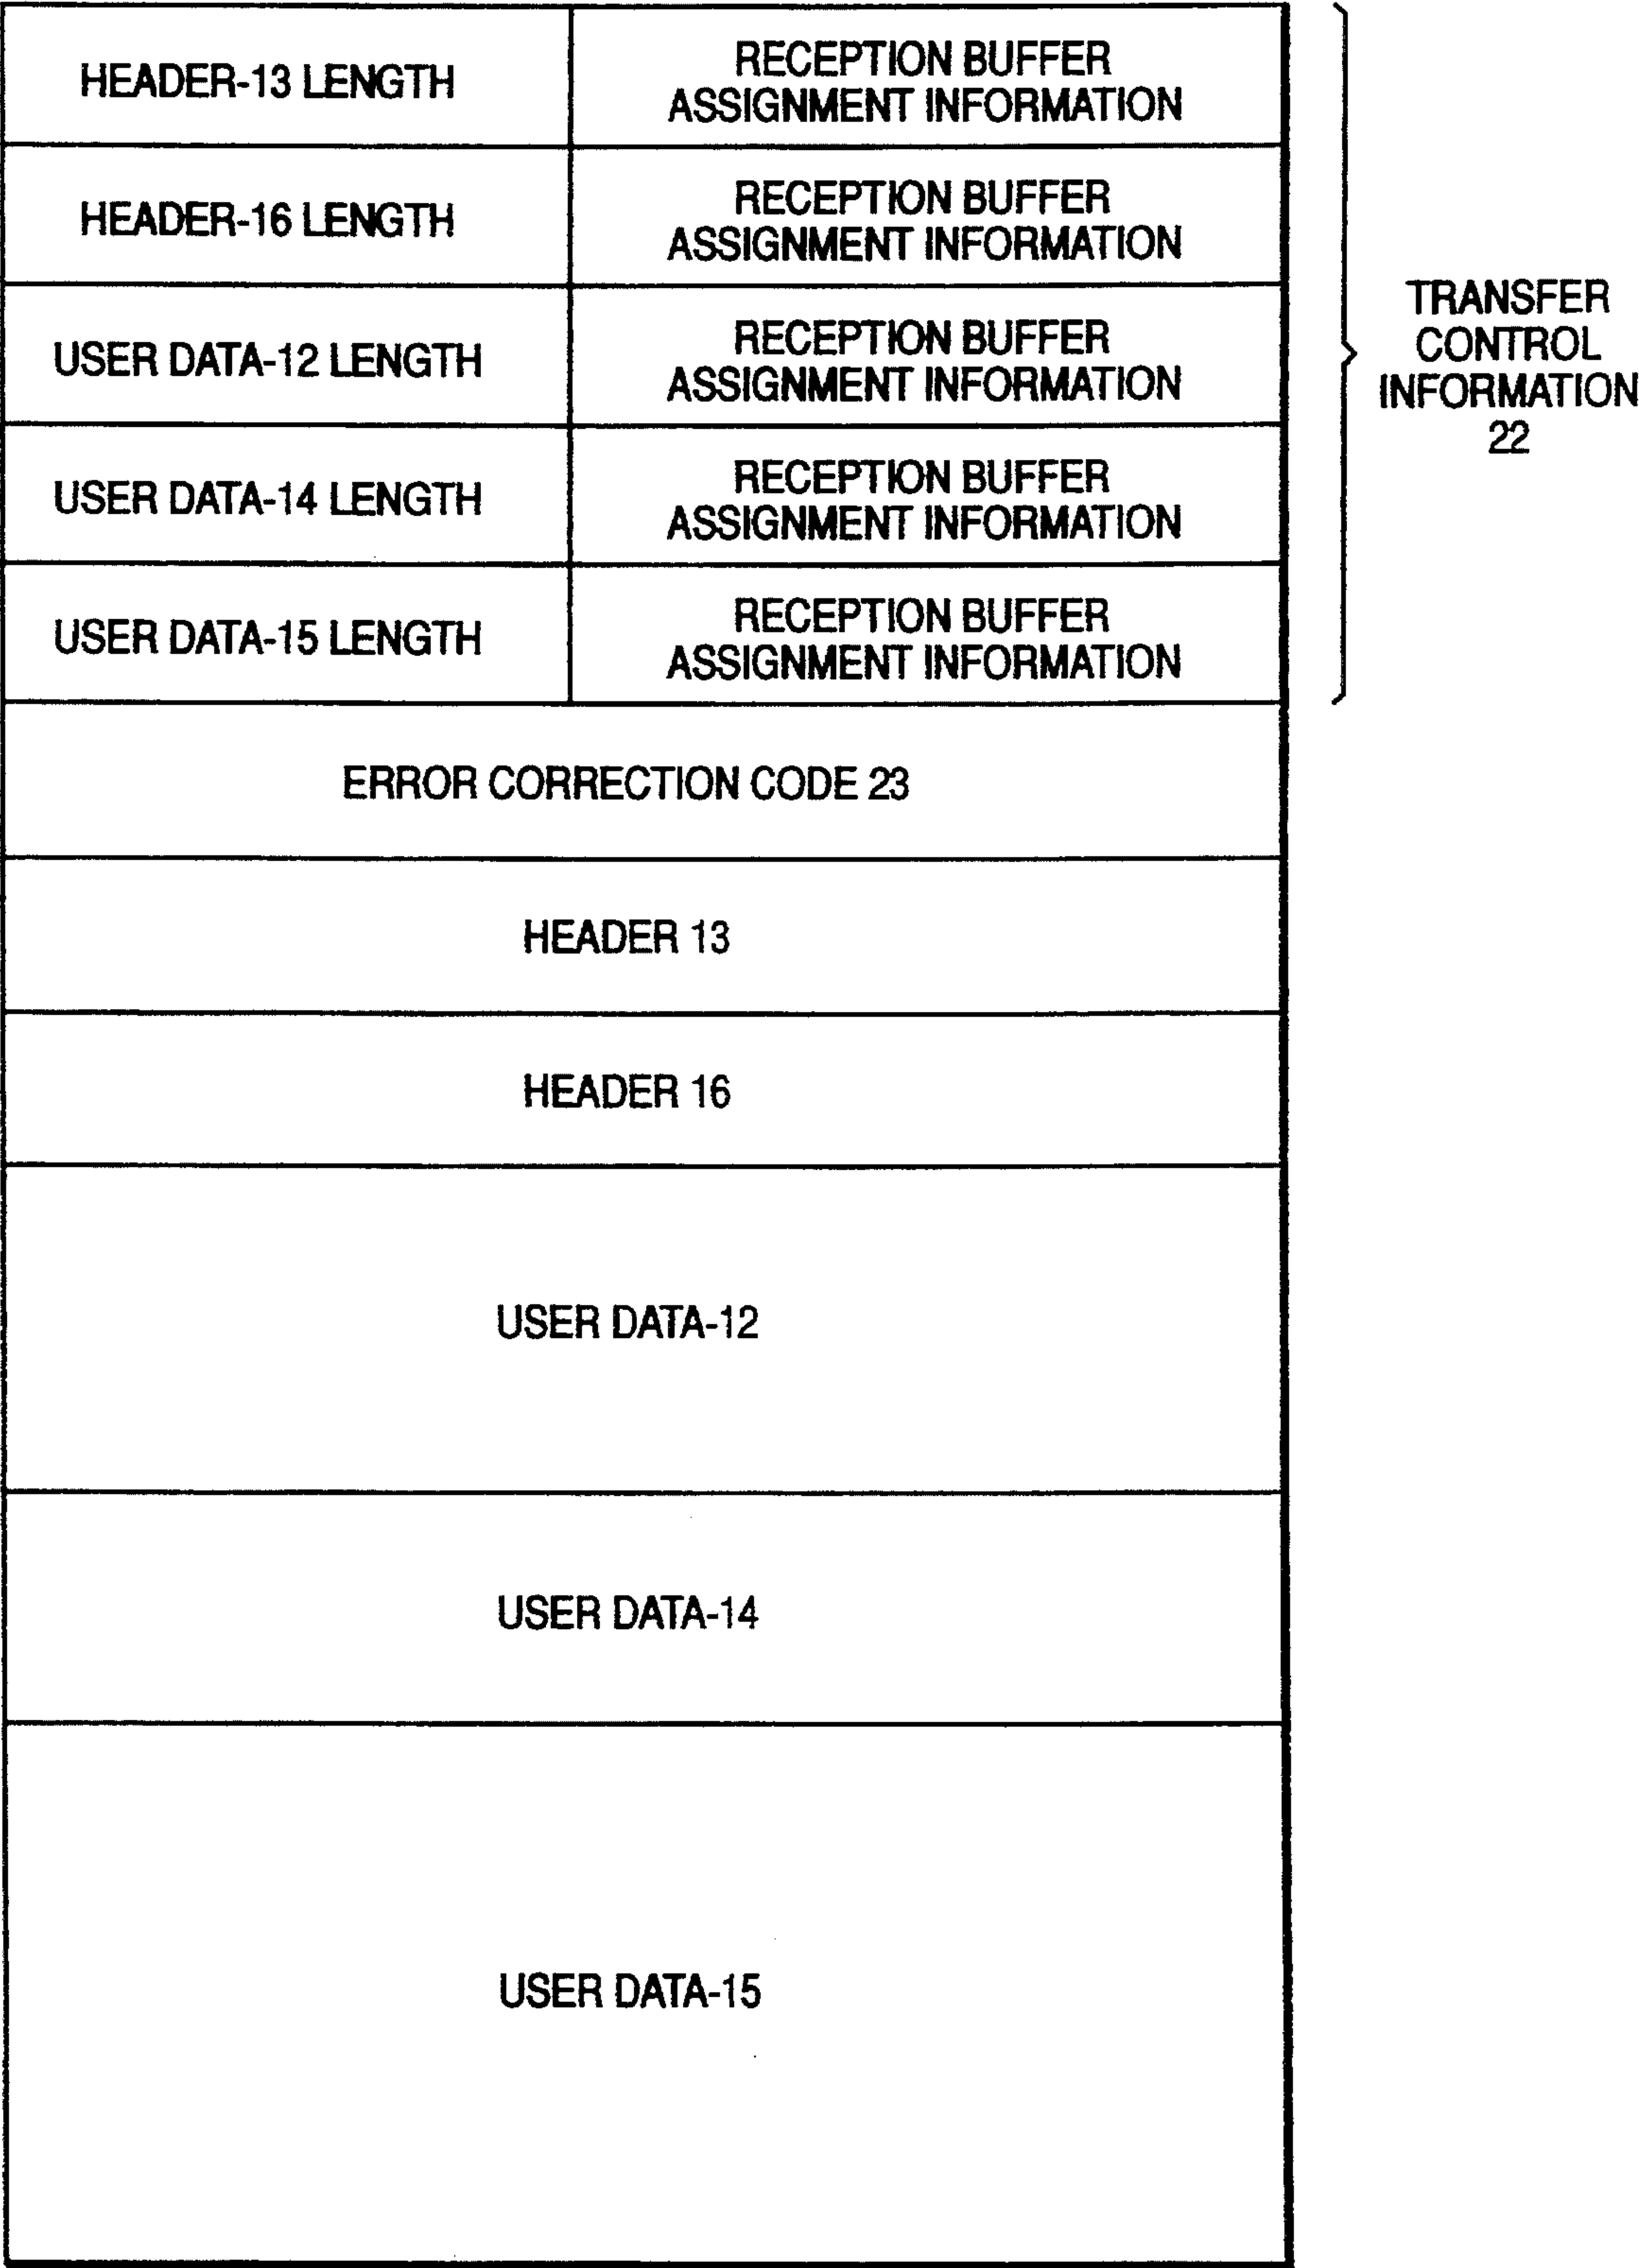 HEADER-13 LENGTH
RECEPTION BUFFER
ASSIGNMENT INFORMATION
HEADER-16 LENGTH
RECEPTION BUFFER
ASSIGNMENT INFORMATION
USER DATA-12 LENGTH
RECEPTION BUFFER
ASSIGNMENT INFORMATION
USER DATA-14 LENGTH
RECEPTION BUFFER
ASSIGNMENT INFORMATION
USER DATA-15 LENGTH
RECEPTION BUFFER
ASSIGNMENT INFORMATION
TRANSFER
CONTROL
INFORMATION
22
ERROR CORRECTION CODE 23
HEADER 13
HEADER 16
USER DATA-12
USER DATA-14
USER DATA-15